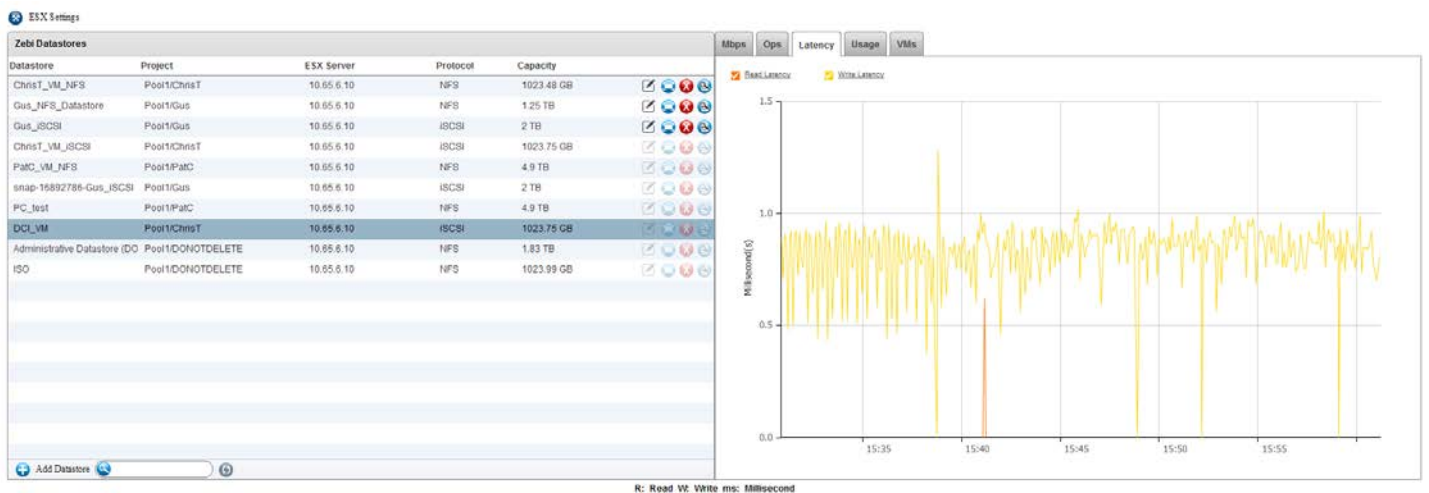 ESX Settings
Zebi Datastores
Datastore Project ESX Server Protocol Capacity
ChrisT_VM_NFS Pool1/ChrisT 10.65.6.10 NFS 1023.48 GB
Gus_NFS_Datastore Pool1/Gus 10.65.6.10 NFS 1.25 TB
Gus_iSCSI Pool1/Gus 10.65.6.10 iSCSI 2 TB
ChrisT_VM_iSCSI Pool1/ChrisT 10.65.6.10 iSCSI 1023.75 GB
PatC_VM_NFS Pool1/PatC 10.65.6.10 NFS 4.9 TB
snap-16892786-Gus_iSCSI Pool1/Gus 10.65.6.10 iSCSI 2 TB
PC_test Pool1/PatC 10.65.6.10 NFS 4.9 TB
DCI_VM Pool1/ChrisT 10.65.6.10 iSCSI 1023.75 GB
Administrative Datastore (DO Pool1/DONOTDELETE 10.65.6.10 NFS 1.83 TB
ISO Pool1/DONOTDELETE 10.65.6.10 NFS 1023.99 GB
Add Datastore
Mbps Ops Latency Usage VMs
Read Latency Write Latency
Millisecond(s)
1.5
1.0
0.5
0.0
15:35 15:40 15:45 15:50 15:55
R: Read W: Write ms: Millisecond